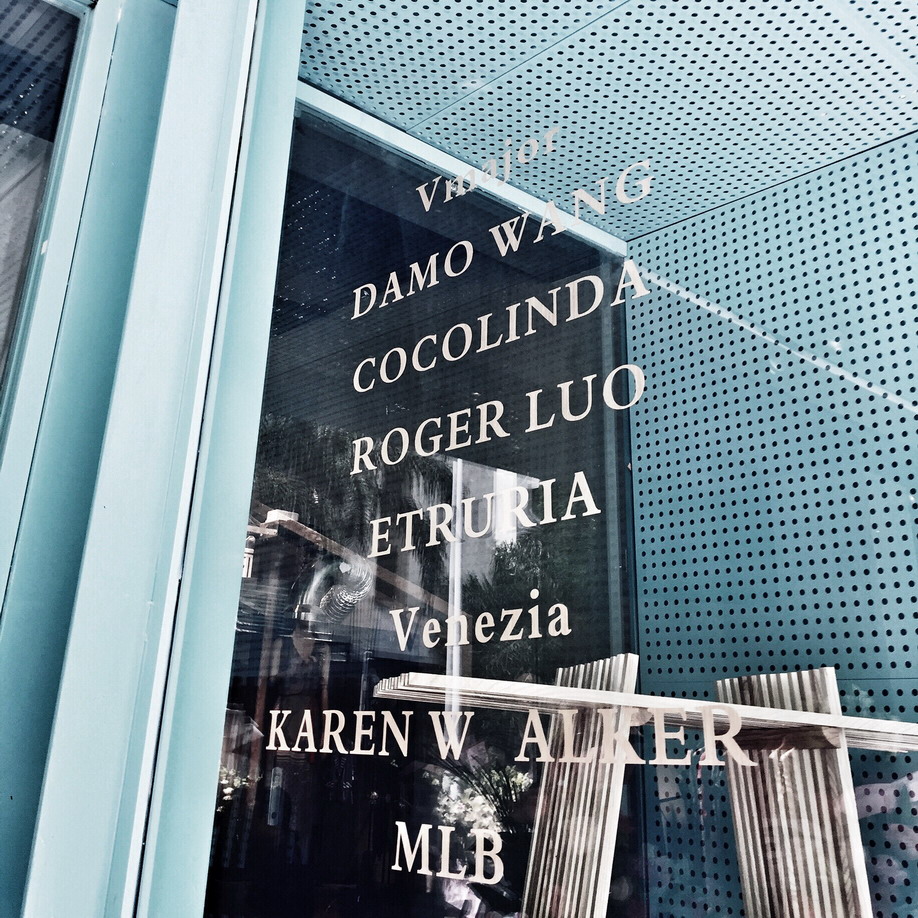 Vmajor
DAMO WANG
COCOLINDA
ROGER LUO
ETRURIA
Venezia
KAREN W ALKER
MLB